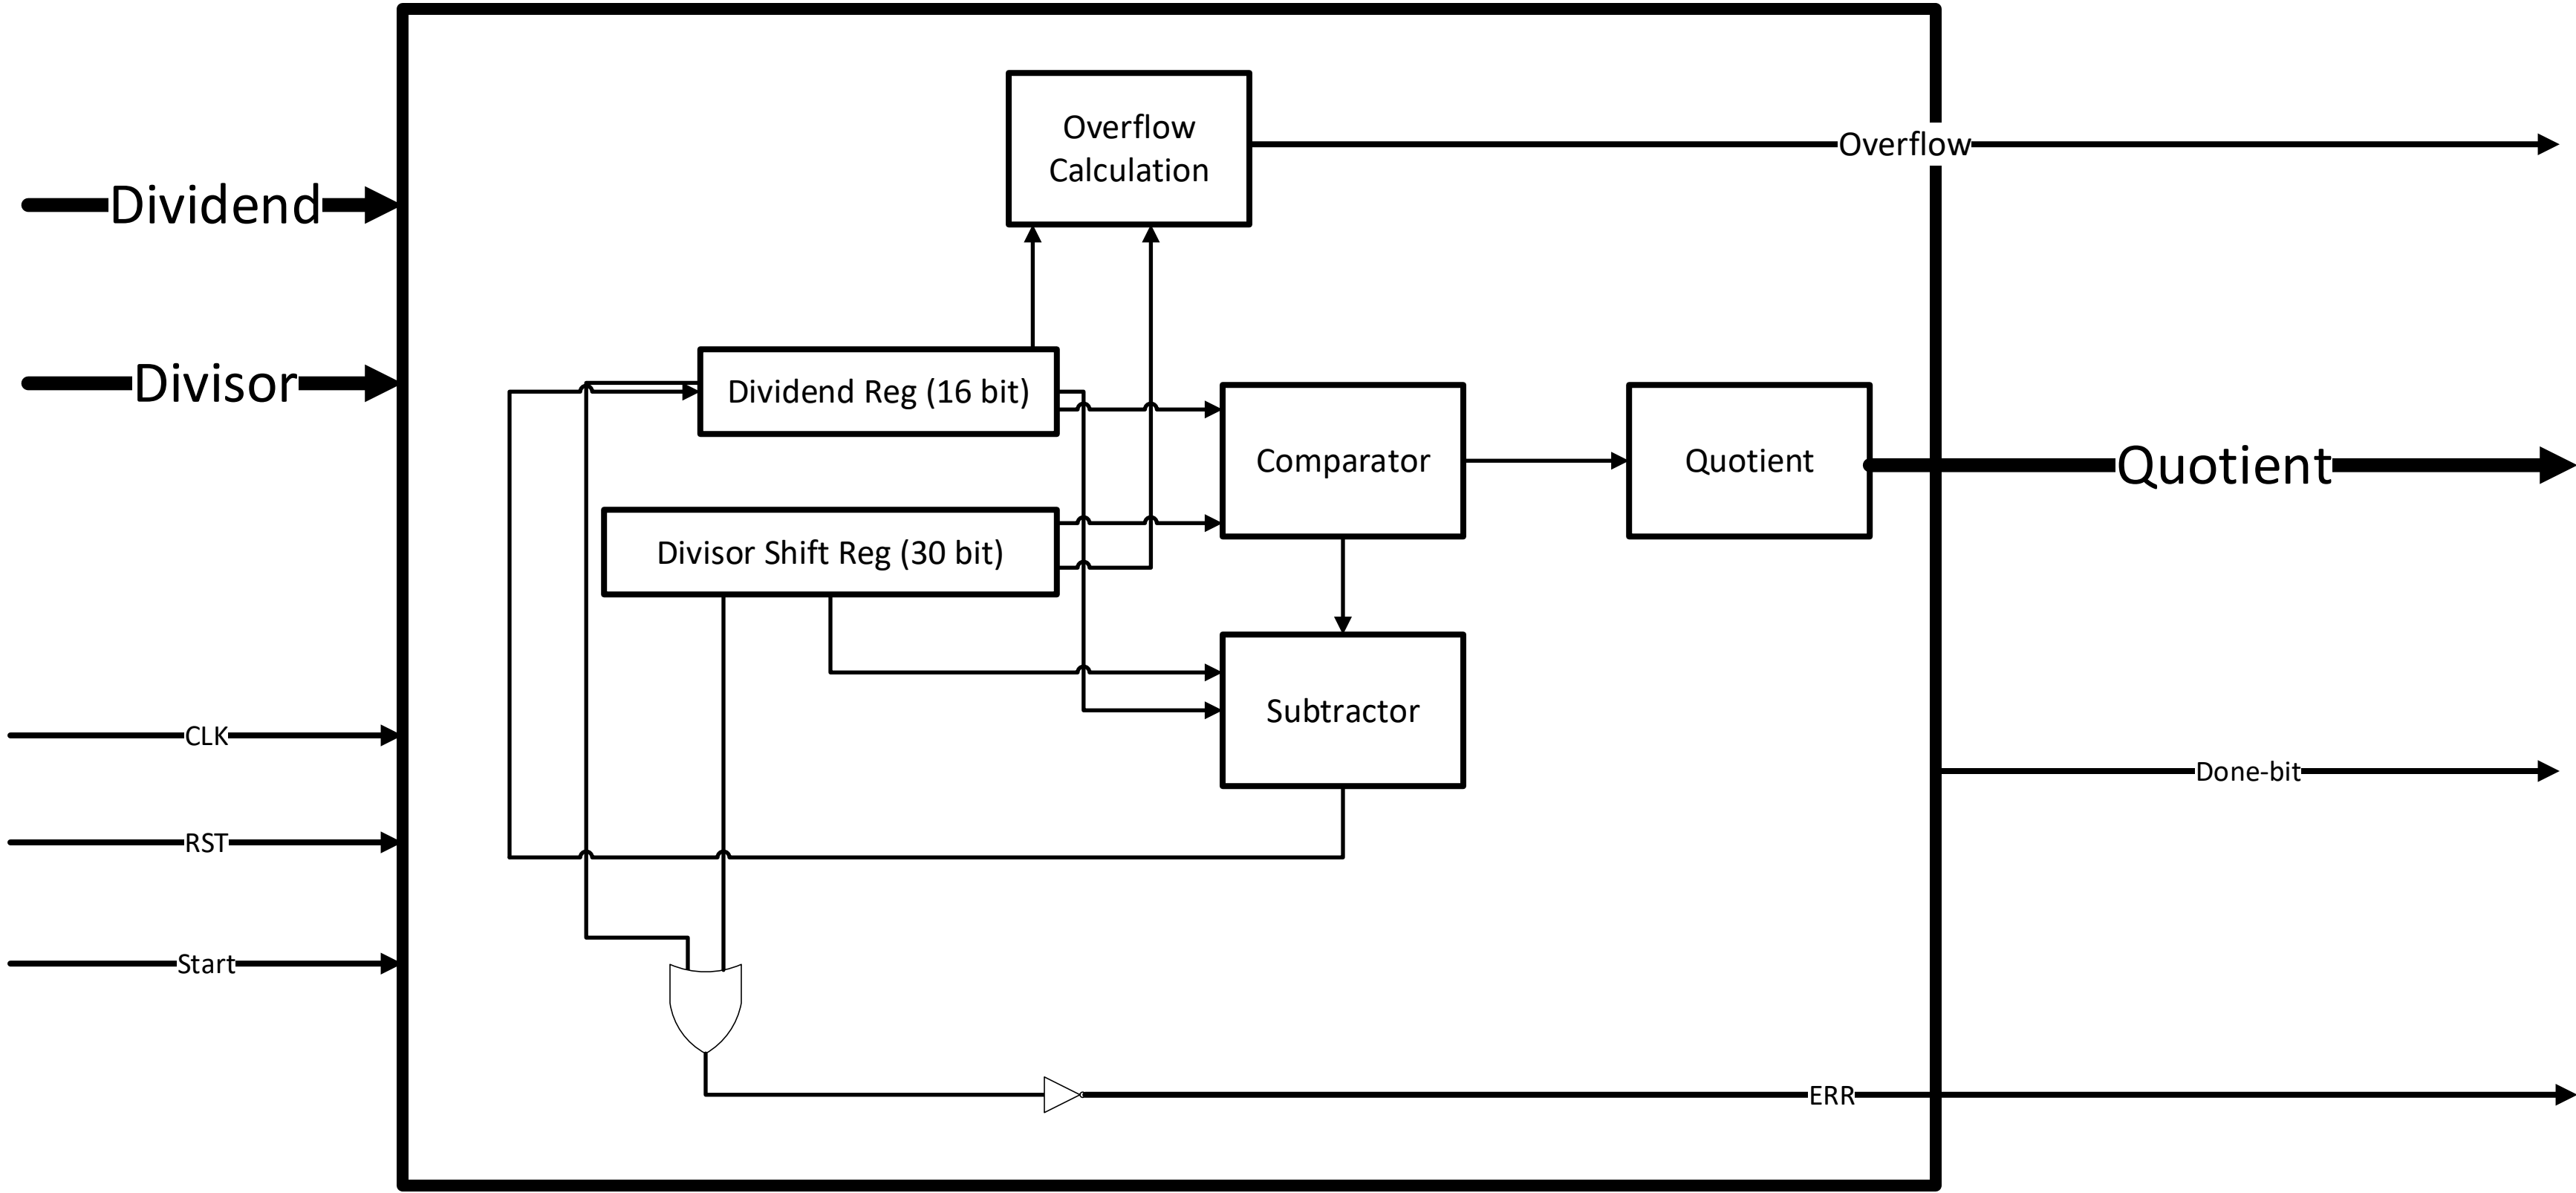 Overflow
Calculation
Overflow
Dividend
Divisor
Dividend Reg (16 bit)
Comparator
Quotient
Quotient
Divisor Shift Reg (30 bit)
Subtractor
CLK
Done-bit
RST
Start
ERR